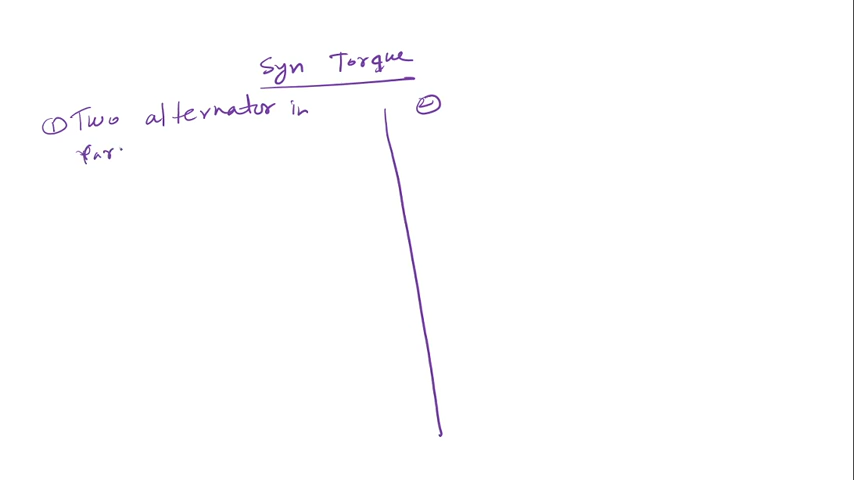 Syn Torque
① Two alternator in
Par.
②